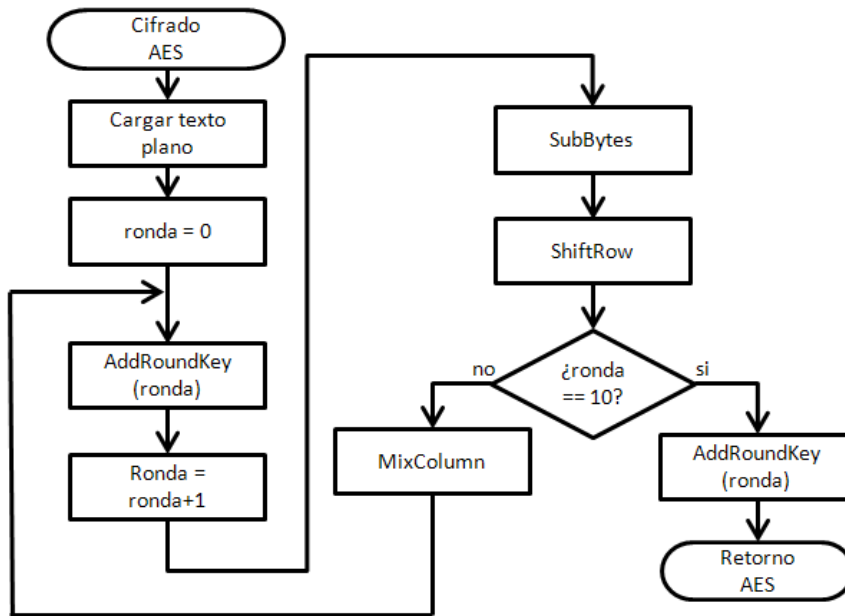 Cifrado
AES
Cargar texto
plano
ronda = 0
AddRoundKey
(ronda)
Ronda =
ronda+1
SubBytes
ShiftRow
¿ronda
== 10?
no
si
MixColumn
AddRoundKey
(ronda)
Retorno
AES